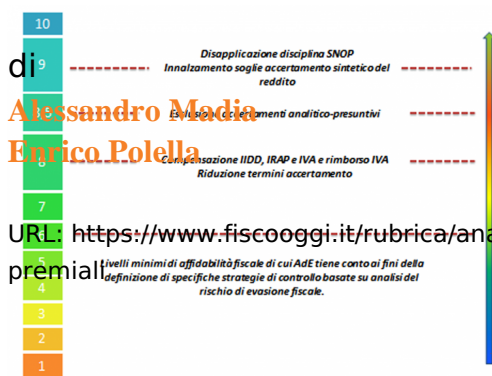 10
9
Disapplicazione disciplina SNOP
Innalzamento soglie accertamento sintetico del
reddito
di
Esclusione accertamenti analitico-presuntivi
Alessandro Madia
Enrico Polella
8
Compensazione IIDD, IRAP e IVA e rimborso IVA
Riduzione termini accertamento
7
URL: https://www.fiscooggi.it/rubrica/ana
premiali
5
Livelli minimi di affidabilità fiscale di cui AdE tiene conto ai fini della
definizione di specifiche strategie di controllo basate su analisi del
rischio di evasione fiscale.
4
3
2
1